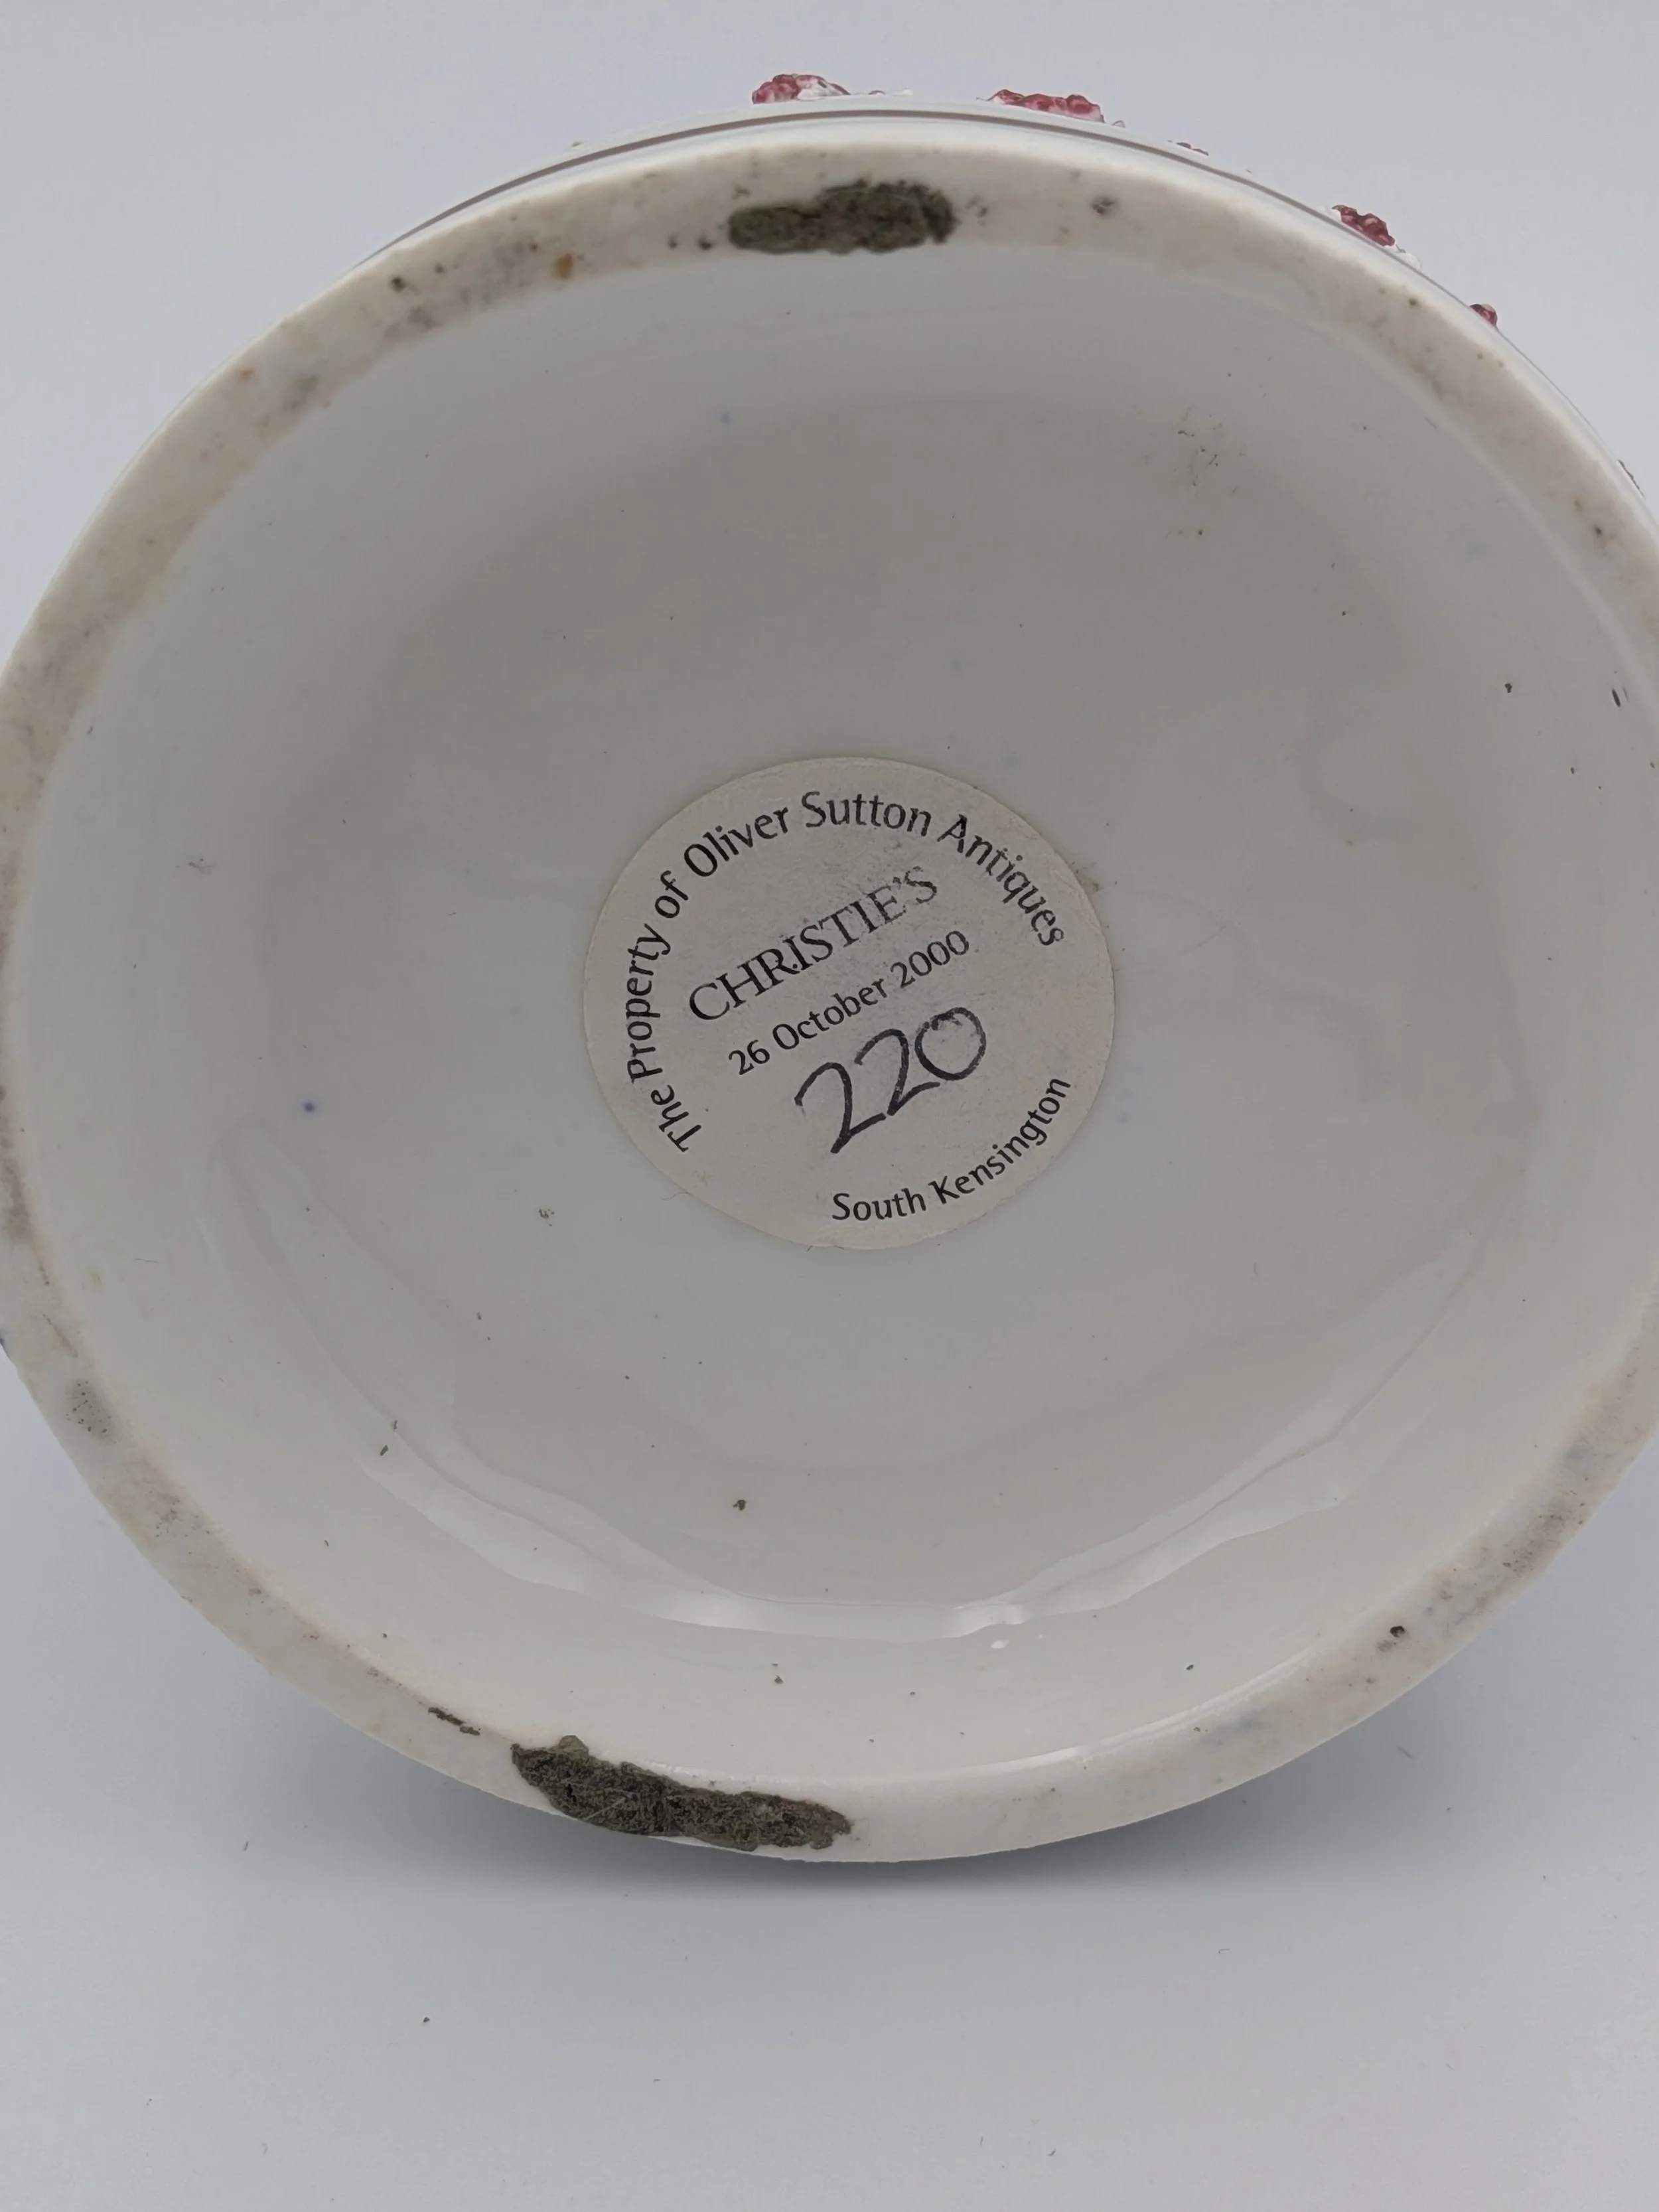 The Property of Oliver Sutton Antiques
CHRISTIE'S
26 October 2000
220
South Kensington